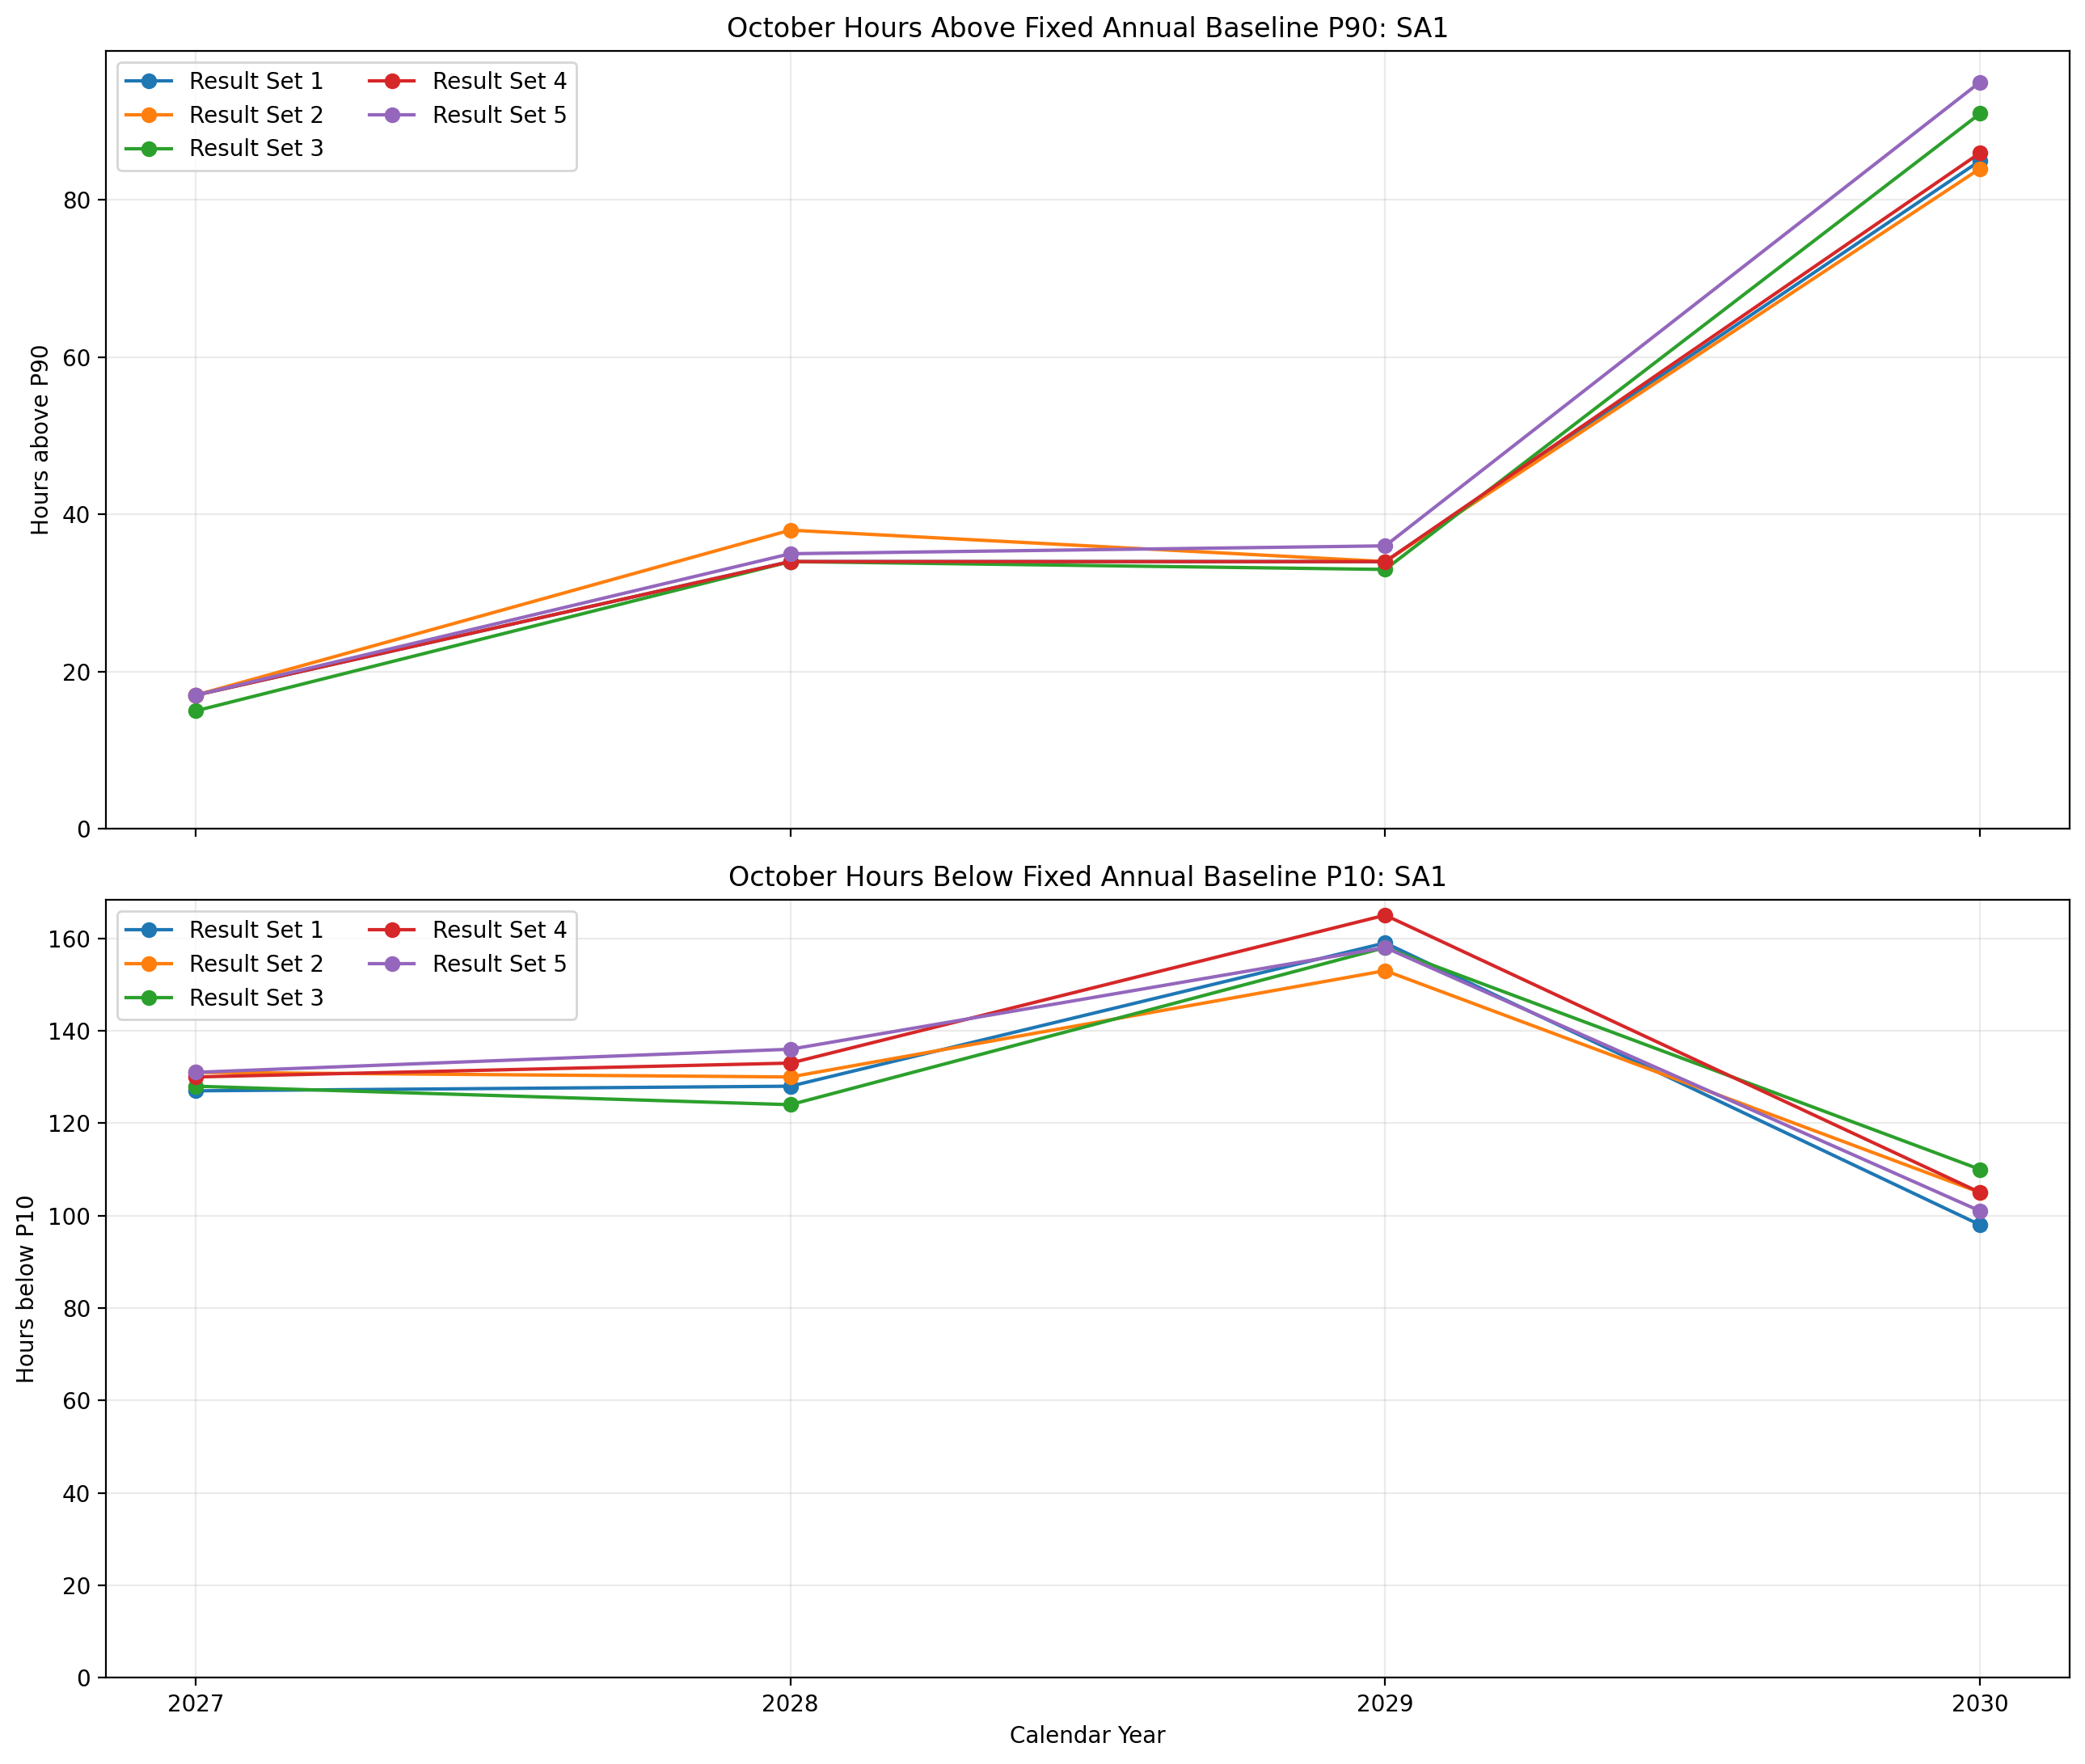 October Hours Above Fixed Annual Baseline P90: SA1
Result Set 1
Result Set 2
Result Set 3
Result Set 4
Result Set 5
Hours above P90
80
60
40
20
0
October Hours Below Fixed Annual Baseline P10: SA1
Result Set 1
Result Set 2
Result Set 3
Result Set 4
Result Set 5
Hours below P10
160
140
120
100
80
60
40
20
0
2027 2028 2029 2030
Calendar Year